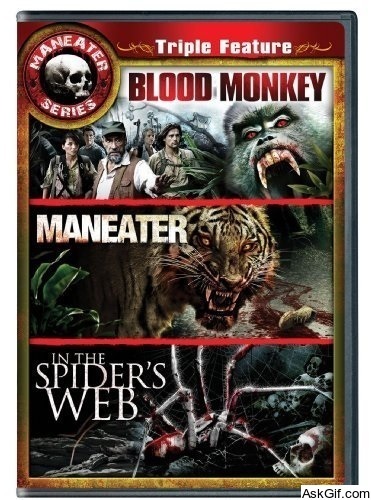 MANEATER
SERIES
Triple Feature
BLOOD MONKEY
MANEATER
IN THE
SPIDER'S
WEB
AskGif.com